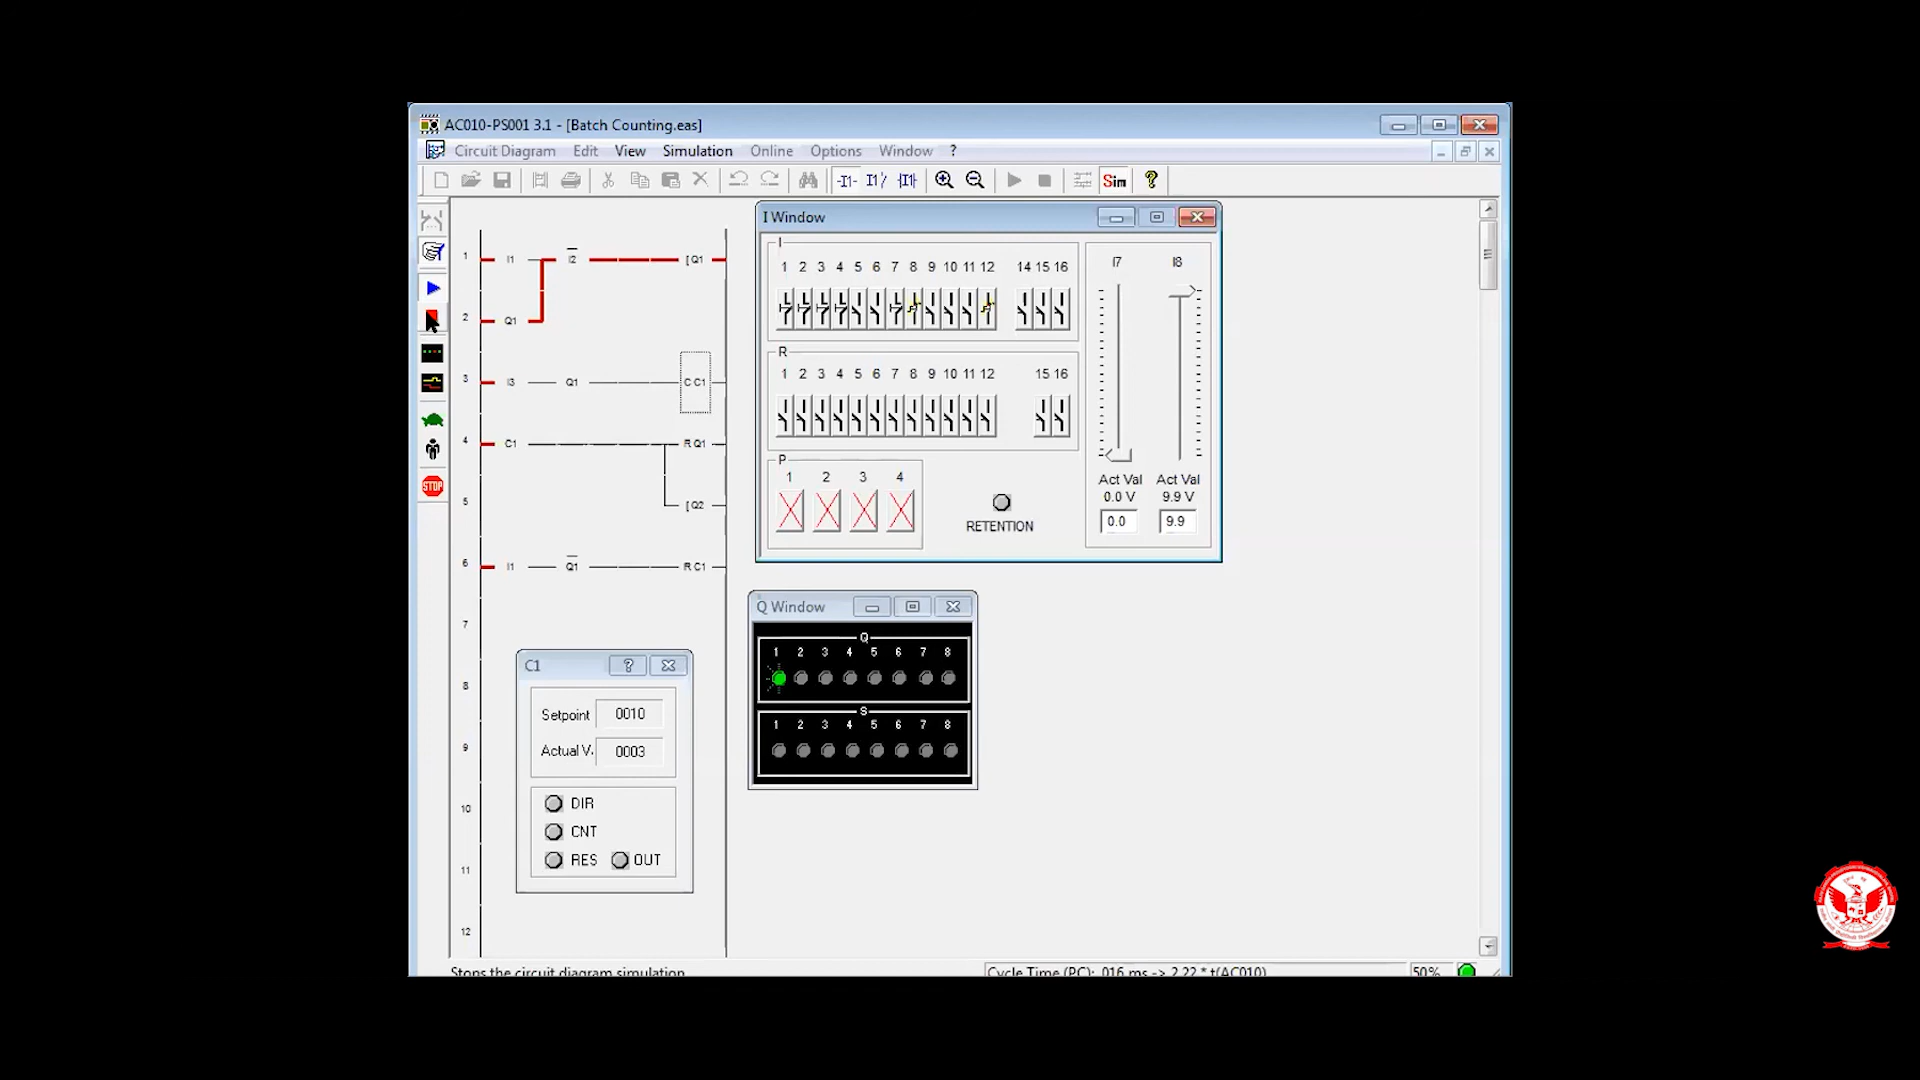 AC010-PS001 3.1 - [Batch Counting.eas]
Circuit Diagram Edit View Simulation Online Options Window ?
-I1- I1/ Sim ?
I Window
I
1 2 3 4 5 6 7 8 9 10 11 12 14 15 16
R
1 2 3 4 5 6 7 8 9 10 11 12 15 16
P
1 2 3 4
RETENTION
I7 I8
Act Val Act Val
0.0 V 9.9 V
0.0 9.9
1 I1 I2 [ Q1
2 Q1
3 I3 Q1 C C1
4 C1 R Q1
5 [ Q2
6 I1 Q1 R C1
7
8
9
10
11
12
STOP
Q Window
Q
1 2 3 4 5 6 7 8
S
1 2 3 4 5 6 7 8
C1 ?
Setpoint 0010
Actual V. 0003
DIR
CNT
RES OUT
Stops the circuit diagram simulation
Cycle Time (PC): 016 ms -> 2.22 * t(AC010) 50%